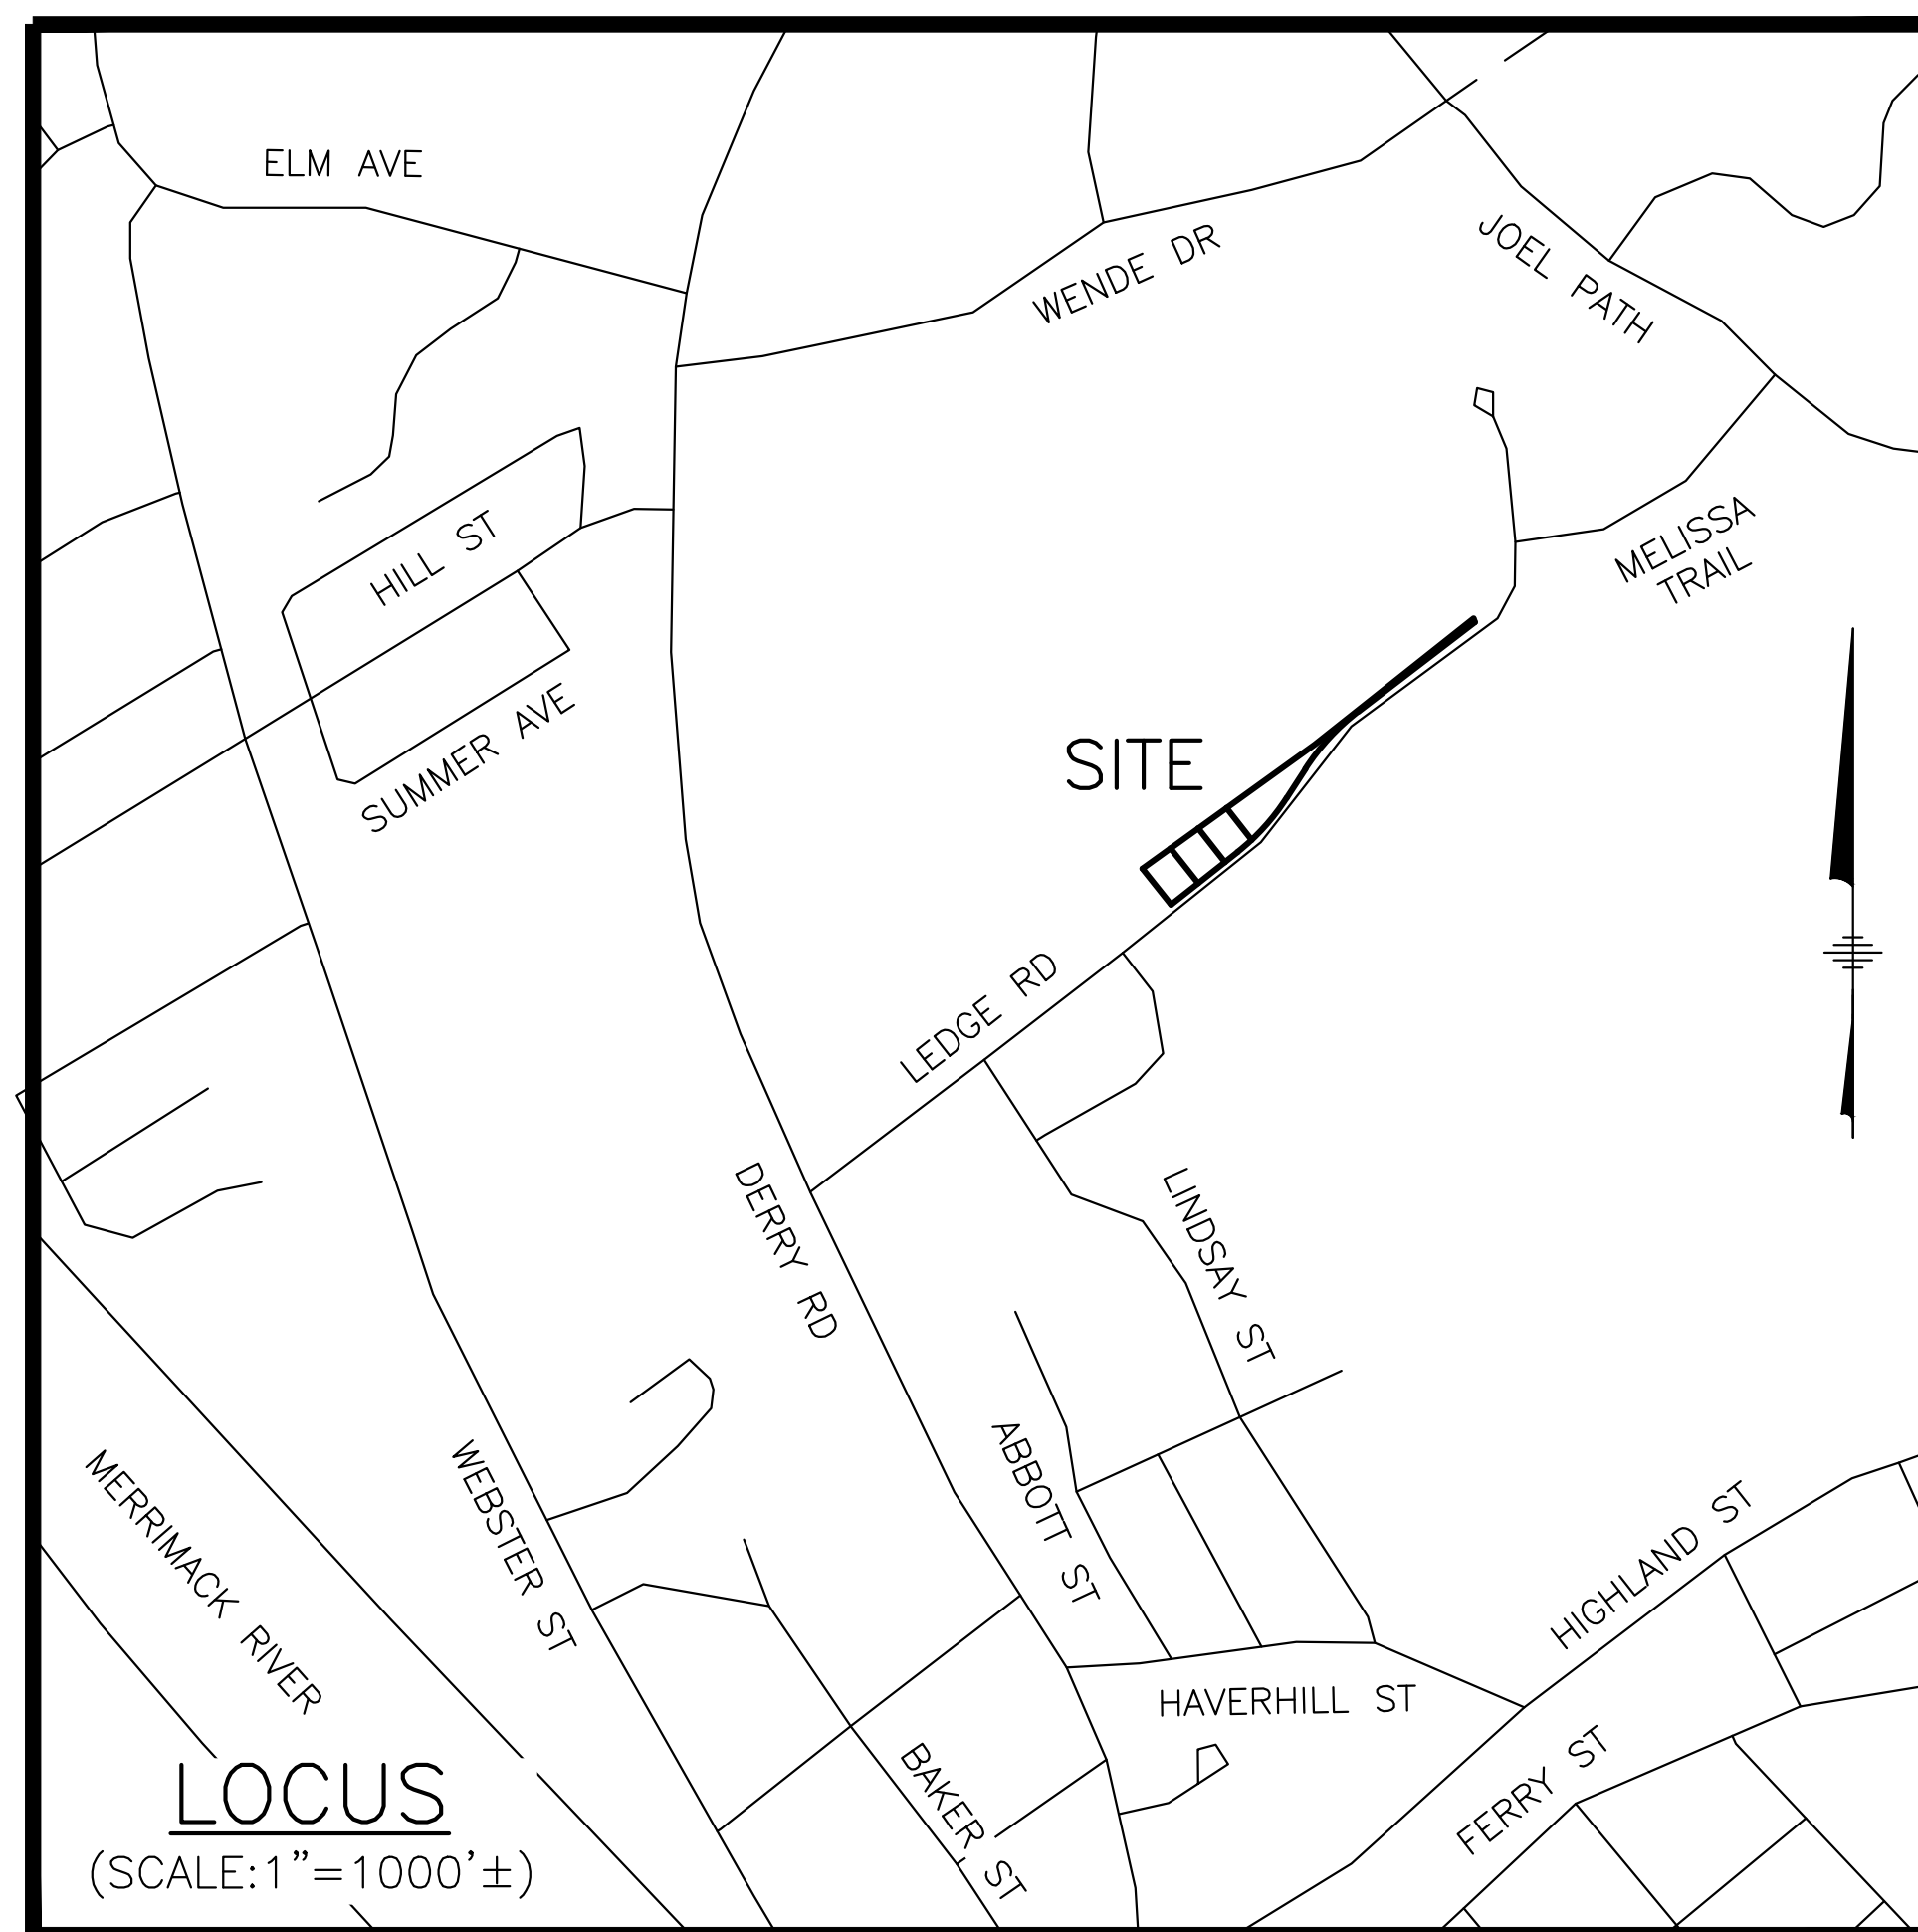 ELM AVE
WENDE DR
JOEL PATH
HILL ST
MELISSA
TRAIL
SUMMER AVE
SITE
LEDGE RD
DERRY RD
LINDSAY ST
ABBOTT ST
WEBSTER ST
MERRIMACK RIVER
HIGHLAND ST
HAVERHILL ST
FERRY ST
BAKER ST
LOCUS
(SCALE:1"=1000'±)